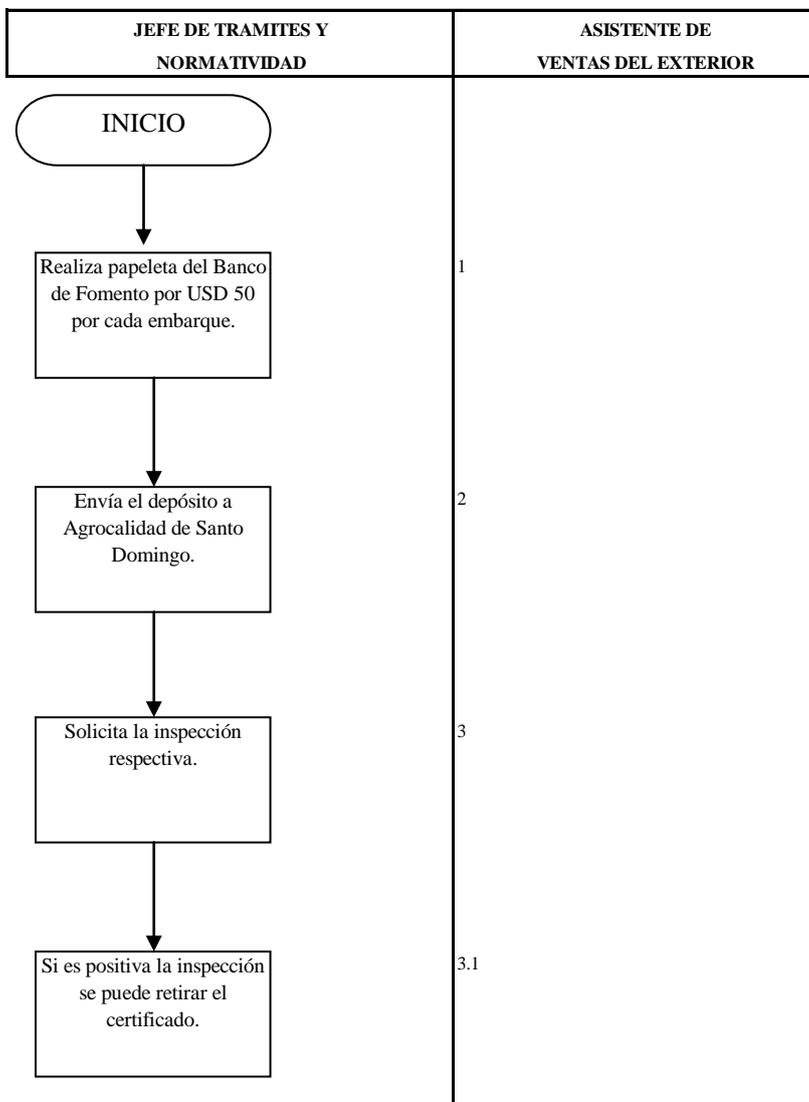 JEFE DE TRAMITES Y
NORMATIVIDAD
ASISTENTE DE
VENTAS DEL EXTERIOR
INICIO
Realiza papeleta del Banco
de Fomento por USD 50
por cada embarque.
1
Envía el depósito a
Agrocalidad de Santo
Domingo.
2
Solicita la inspección
respectiva.
3
Si es positiva la inspección
se puede retirar el
certificado.
3.1